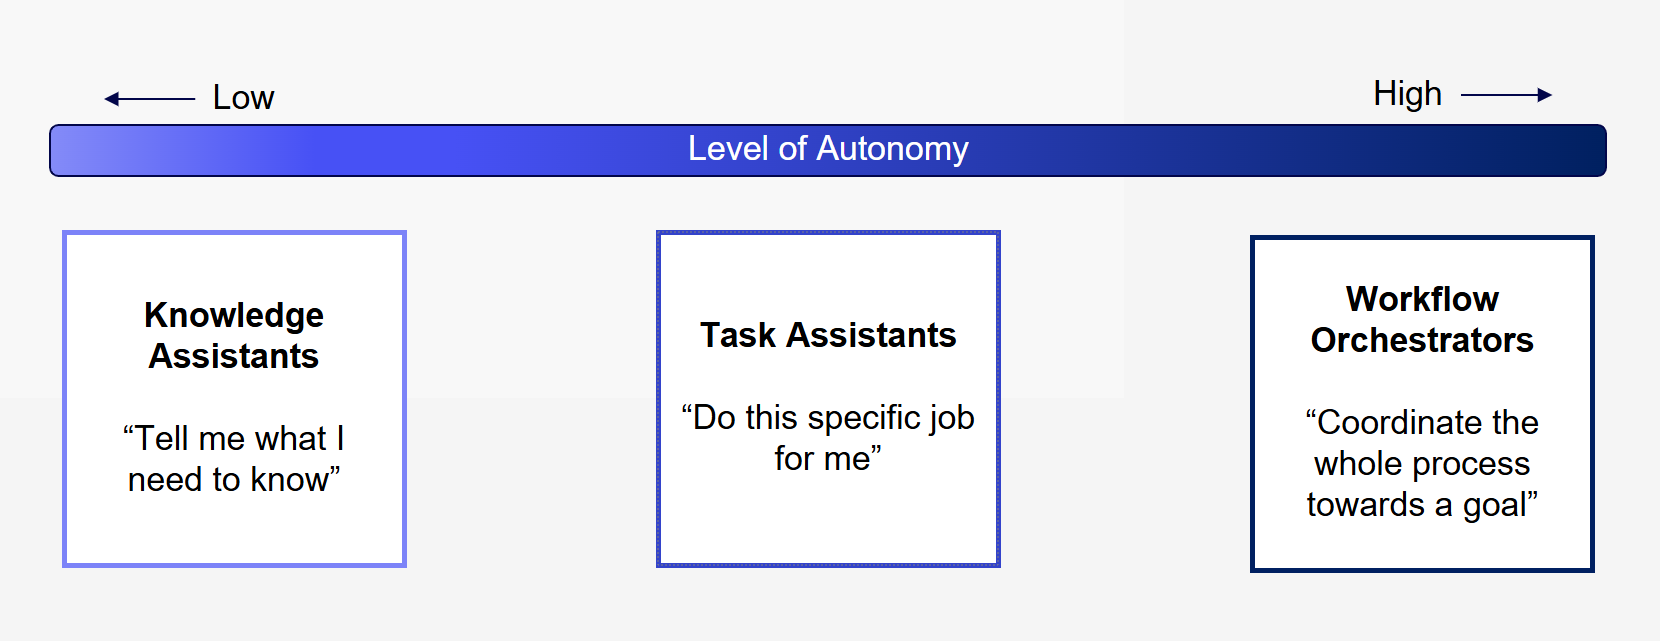 Low
High
Level of Autonomy
Knowledge
Assistants
“Tell me what I
need to know”
Task Assistants
“Do this specific job
for me”
Workflow
Orchestrators
“Coordinate the
whole process
towards a goal”